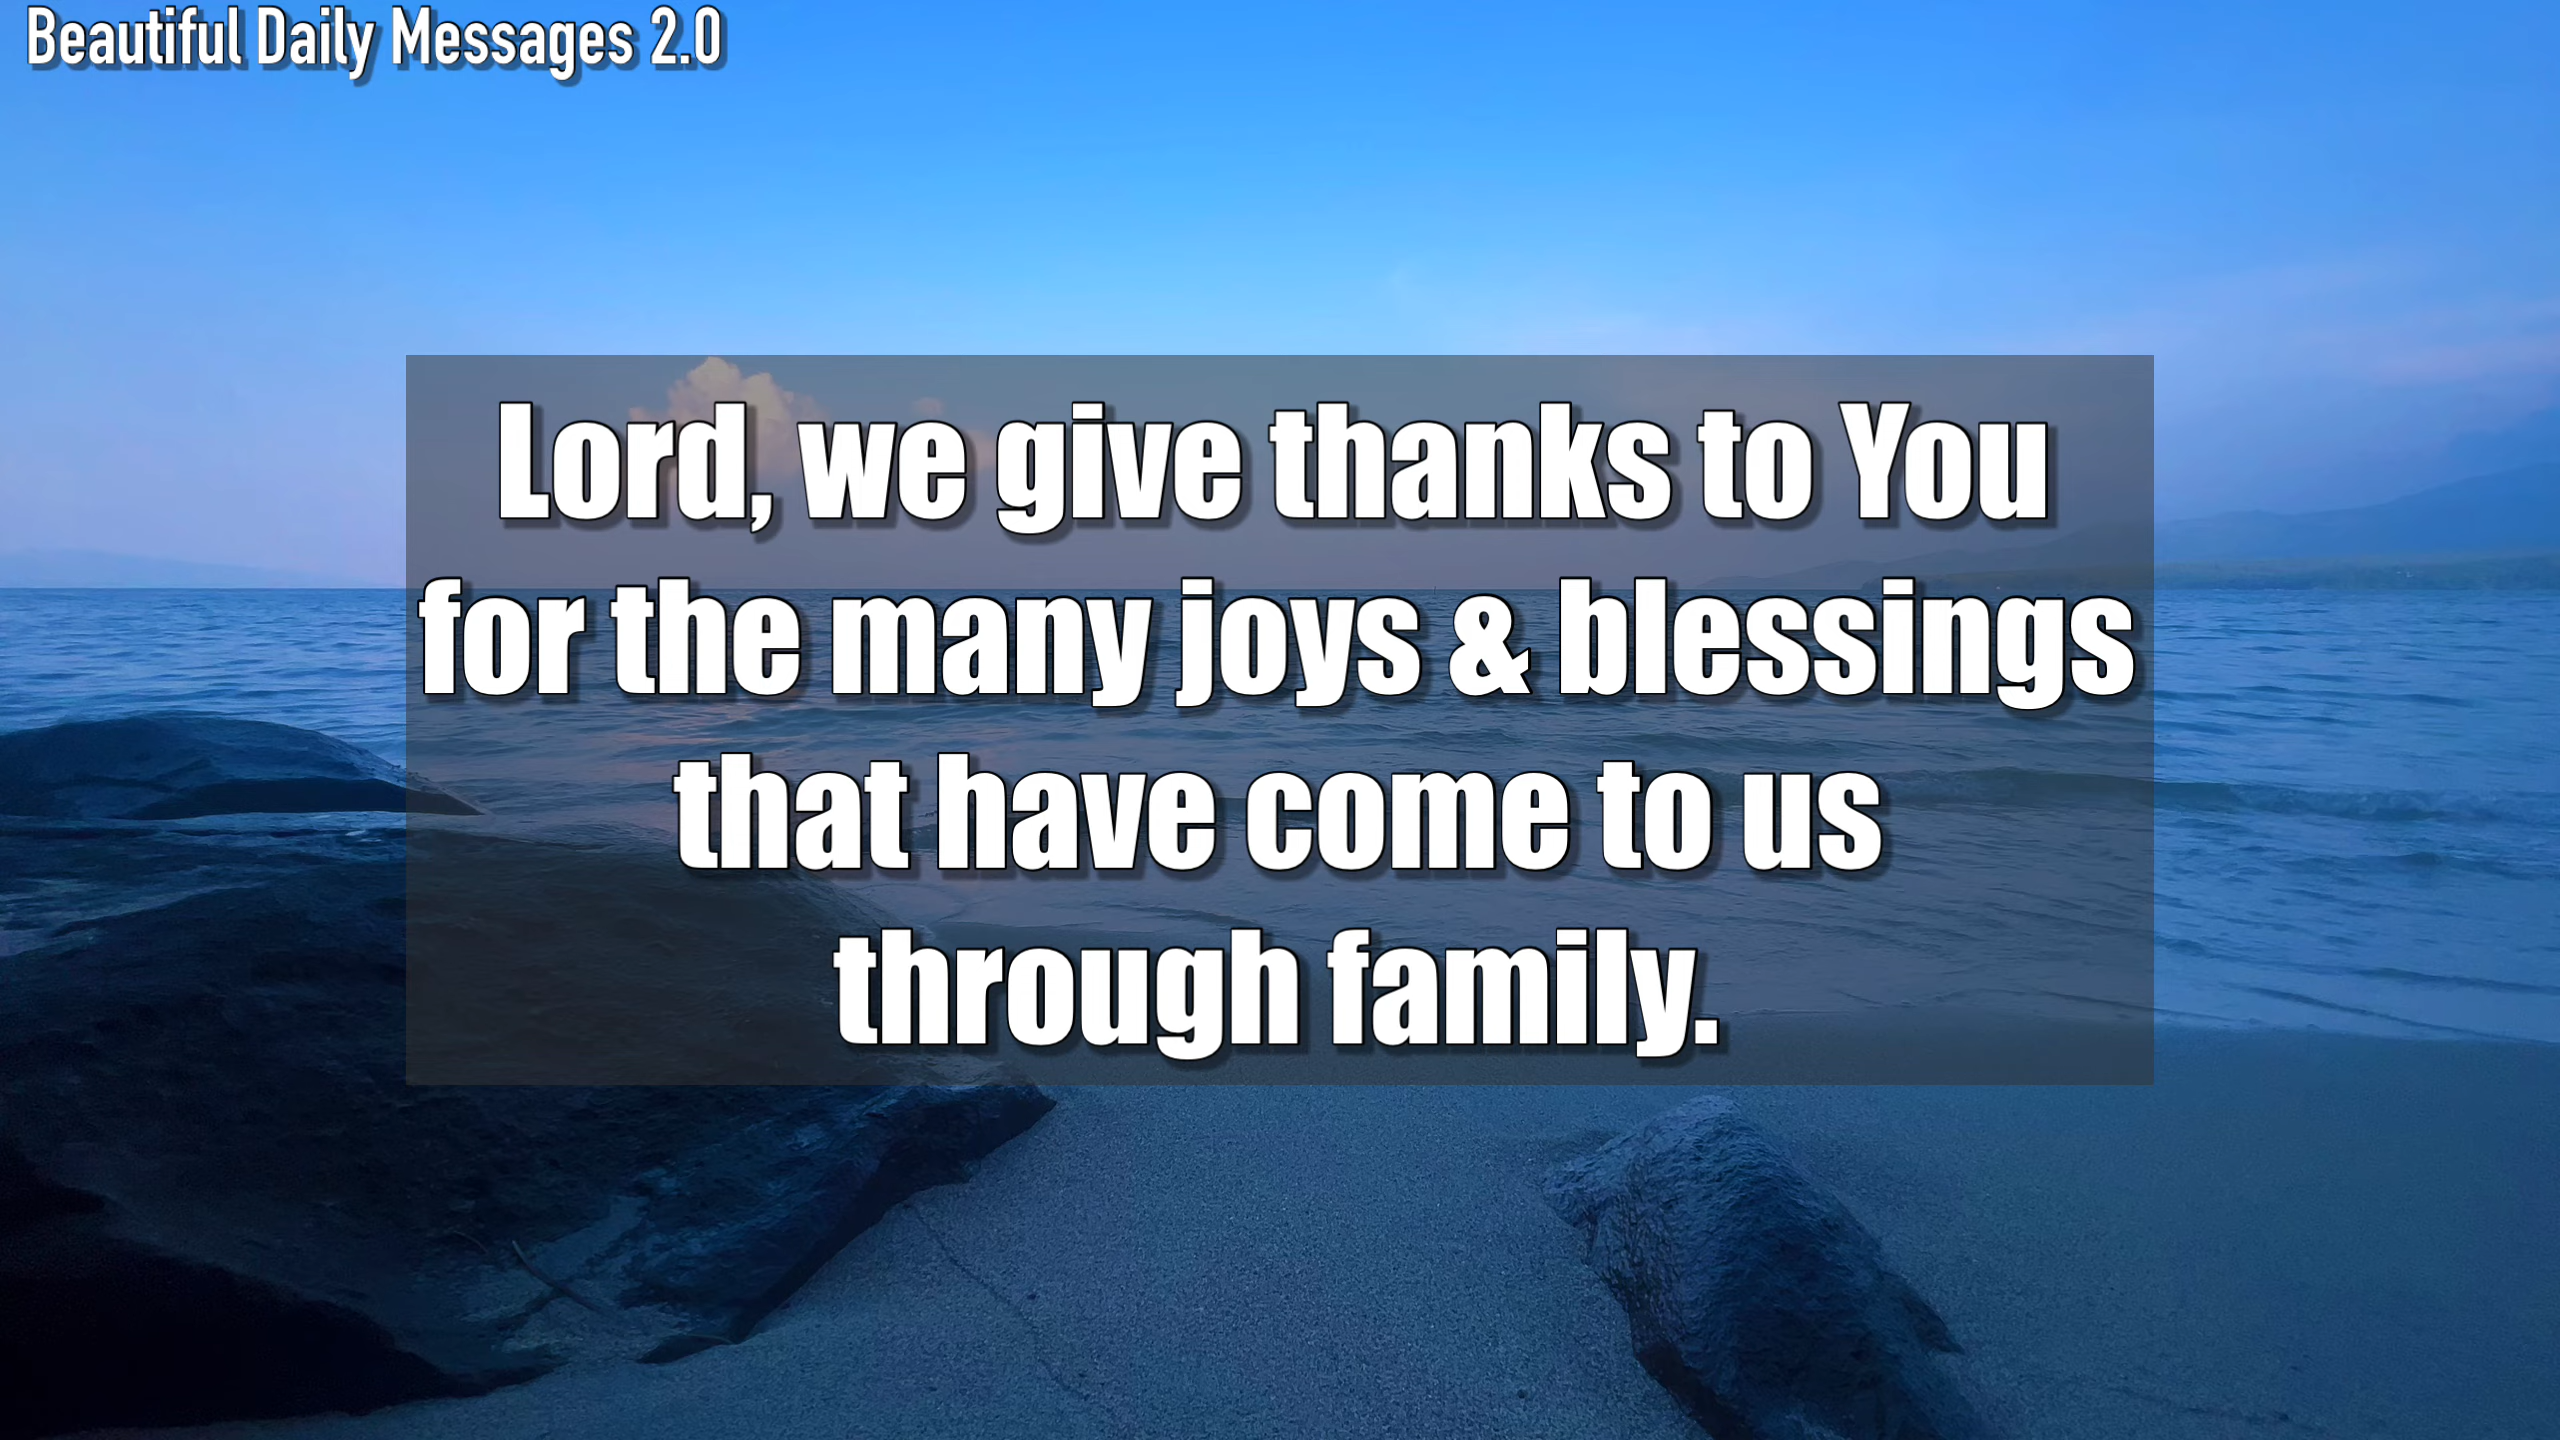 Beautiful Daily Messages 2.0
Lord, we give thanks to You
for the many joys & blessings
that have come to us
through family.